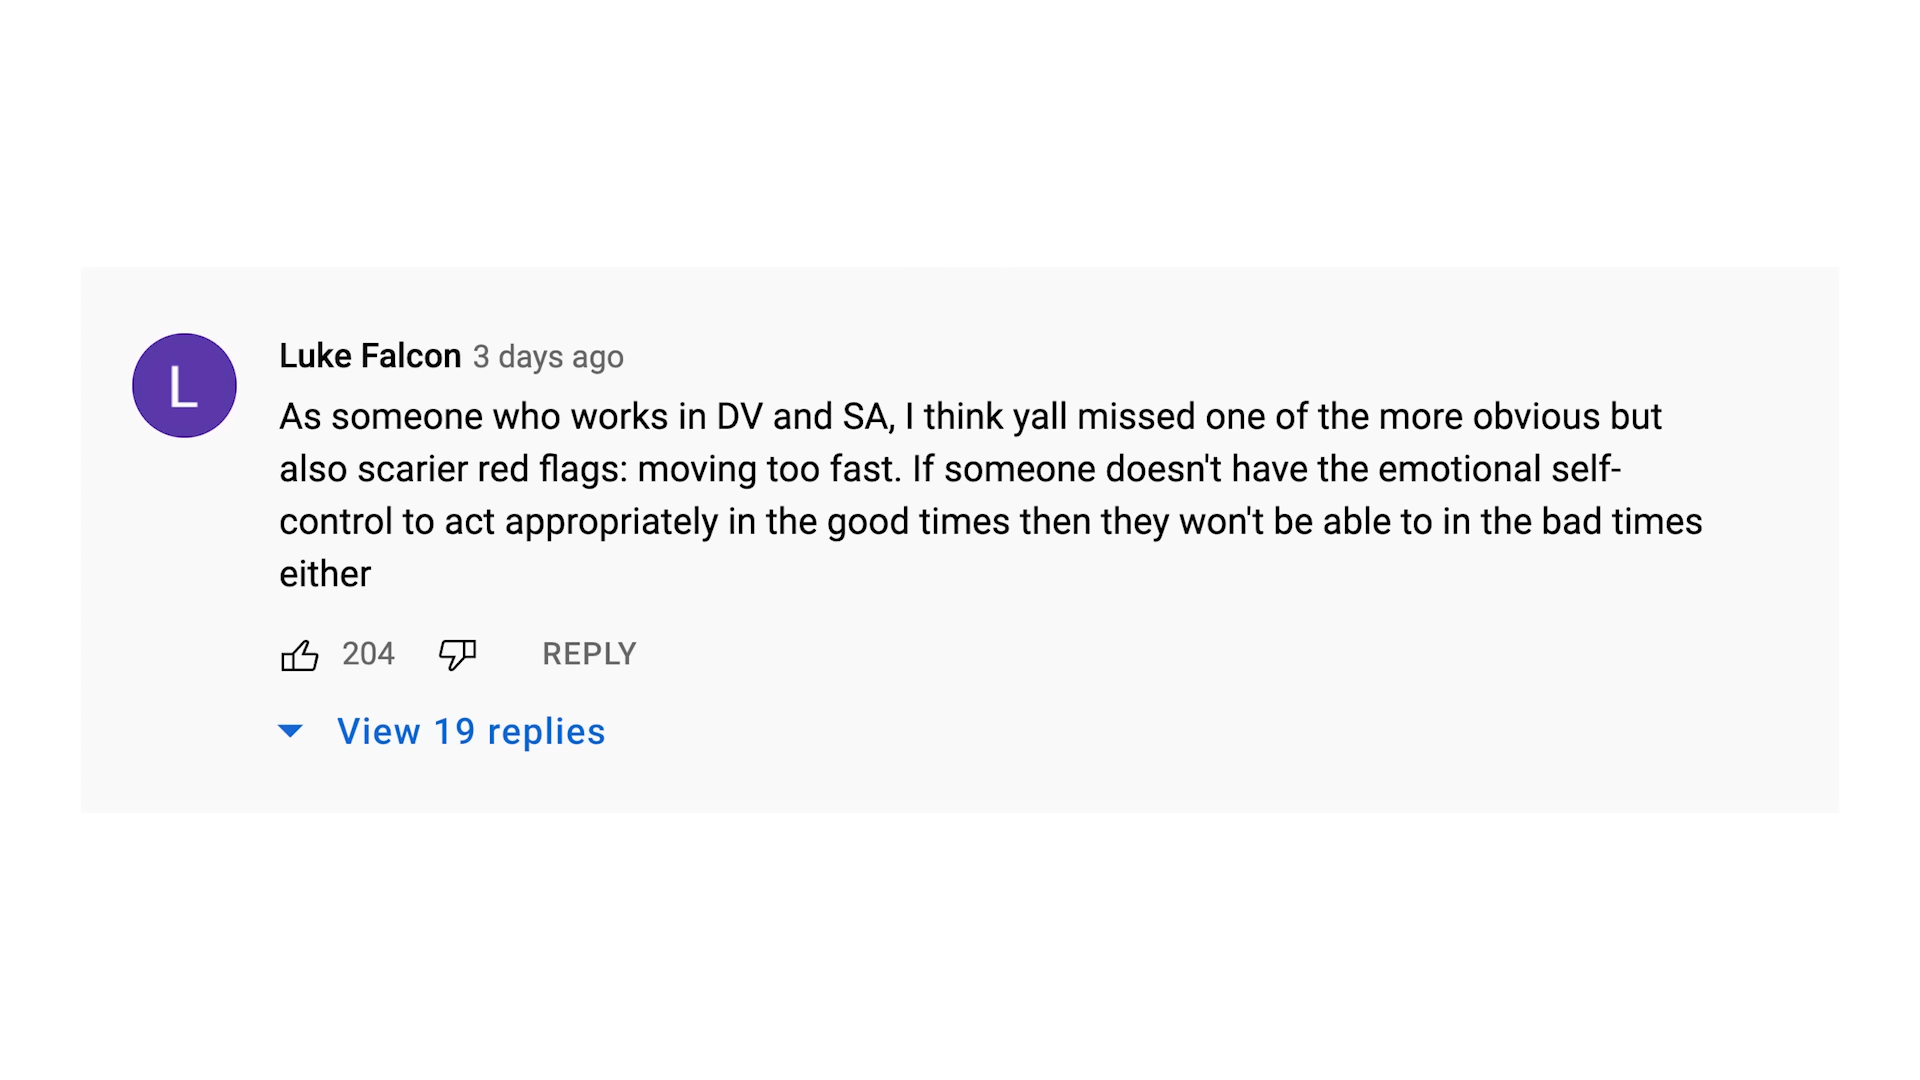 L
Luke Falcon 3 days ago
As someone who works in DV and SA, I think yall missed one of the more obvious but
also scarier red flags: moving too fast. If someone doesn't have the emotional self-
control to act appropriately in the good times then they won't be able to in the bad times
either
204 REPLY
View 19 replies